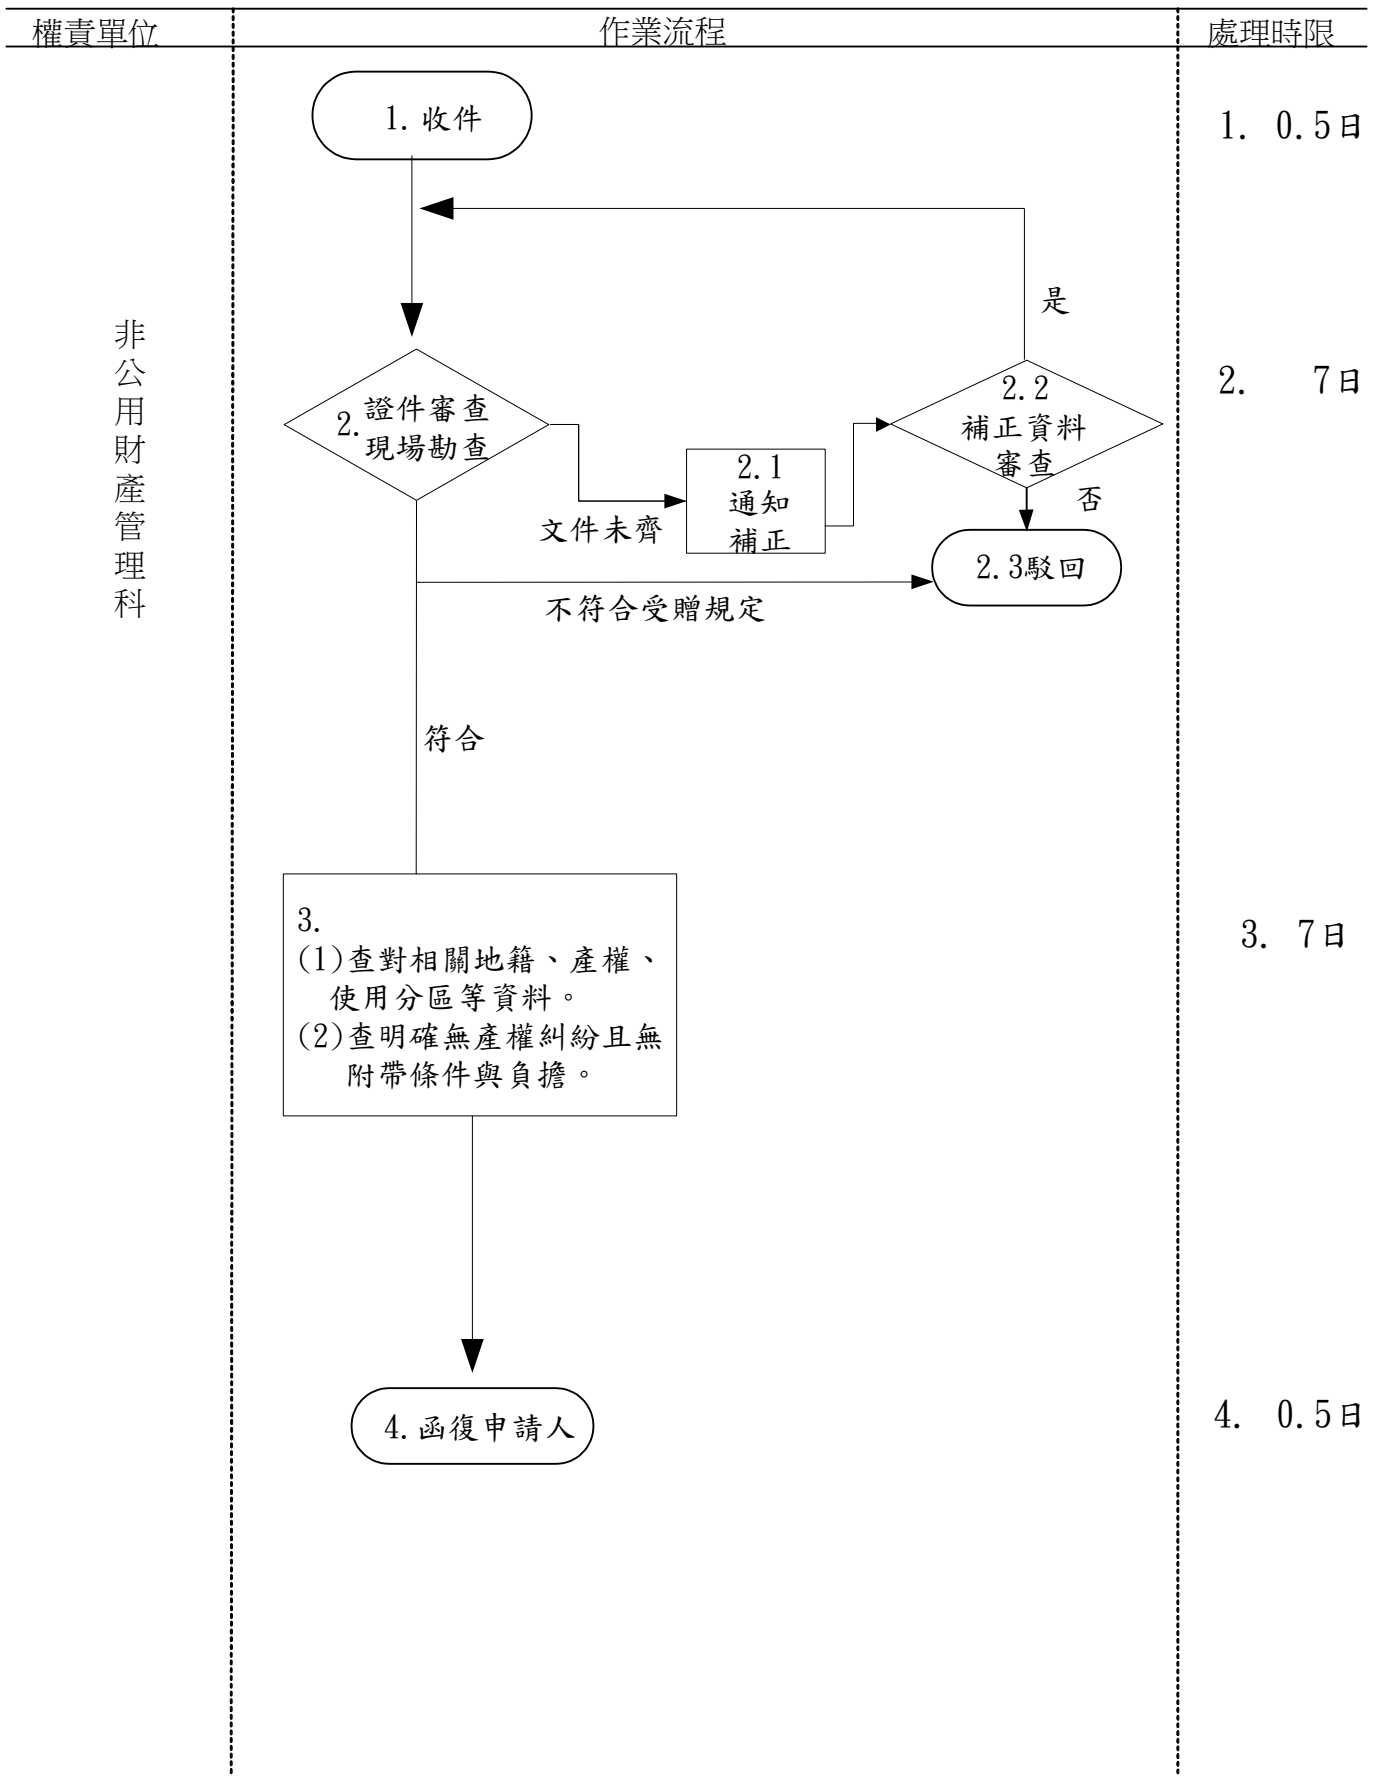 權責單位
作業流程
處理時限
1. 收件
1. 0.5日
是
非公用財產管理科
2. 證件審查
現場勘查
2.2
補正資料
審查
2. 7日
2.1
通知
補正
文件未齊
否
2.3駁回
不符合受贈規定
符合
3.
(1)查對相關地籍、產權、
使用分區等資料。
(2)查明確無產權糾紛且無
附帶條件與負擔。
3. 7日
4. 函復申請人
4. 0.5日